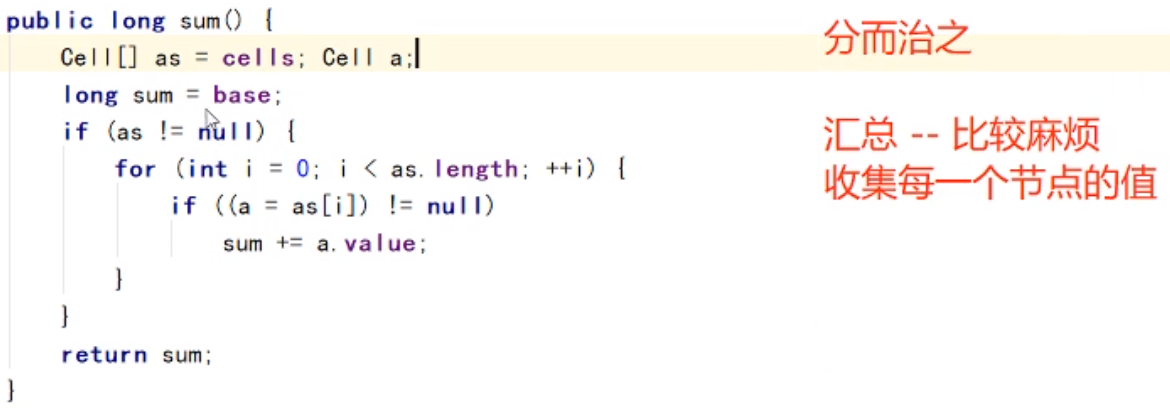 public long sum() {
Cell[] as = cells; Cell a;
long sum = base;
if (as != null) {
for (int i = 0; i < as.length; ++i) {
if ((a = as[i]) != null)
sum += a.value;
}
}
return sum;
}
分而治之
汇总 -- 比较麻烦
收集每一个节点的值